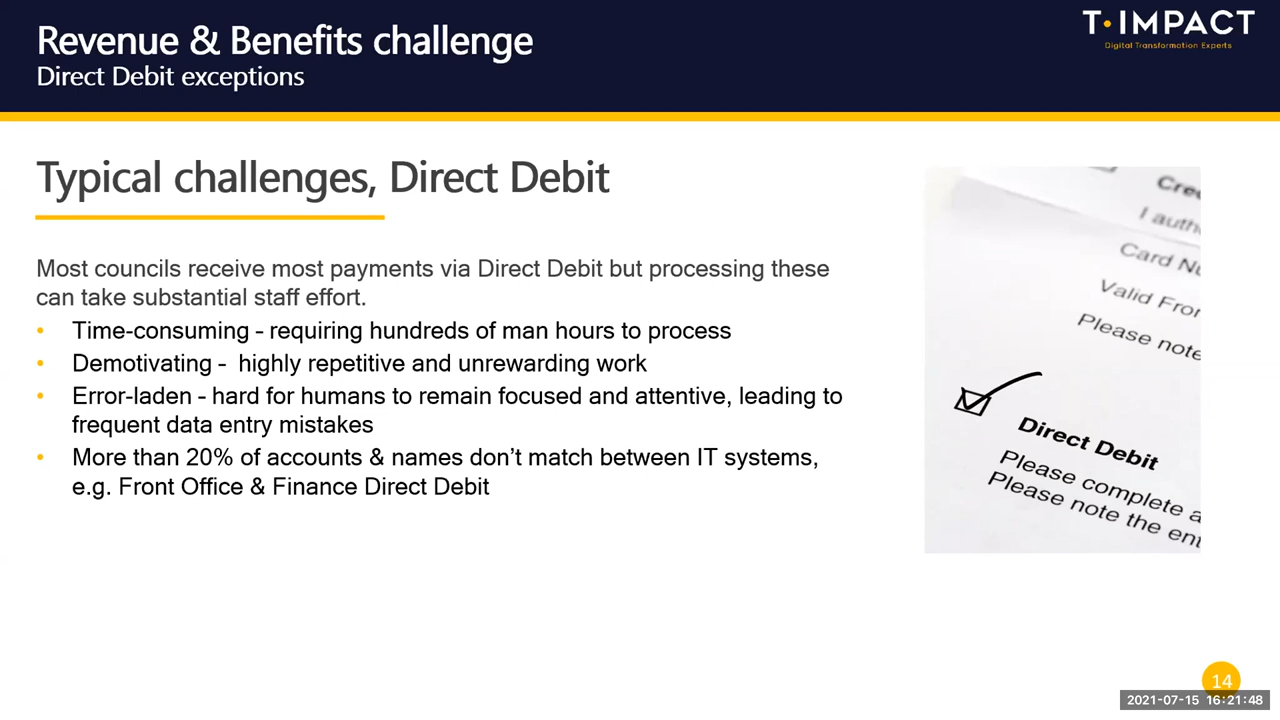 Revenue & Benefits challenge
Direct Debit exceptions
T·IMPACT
Digital Transformation Experts
Typical challenges, Direct Debit
Most councils receive most payments via Direct Debit but processing these
can take substantial staff effort.
• Time-consuming – requiring hundreds of man hours to process
• Demotivating –  highly repetitive and unrewarding work
• Error-laden – hard for humans to remain focused and attentive, leading to
frequent data entry mistakes
• More than 20% of accounts & names don’t match between IT systems,
e.g. Front Office & Finance Direct Debit
Cre
I auth
Card Nu
Valid Fror
Please note
Direct Debit
Please complete a
Please note the ent
14
2021-07-15 16:21:48